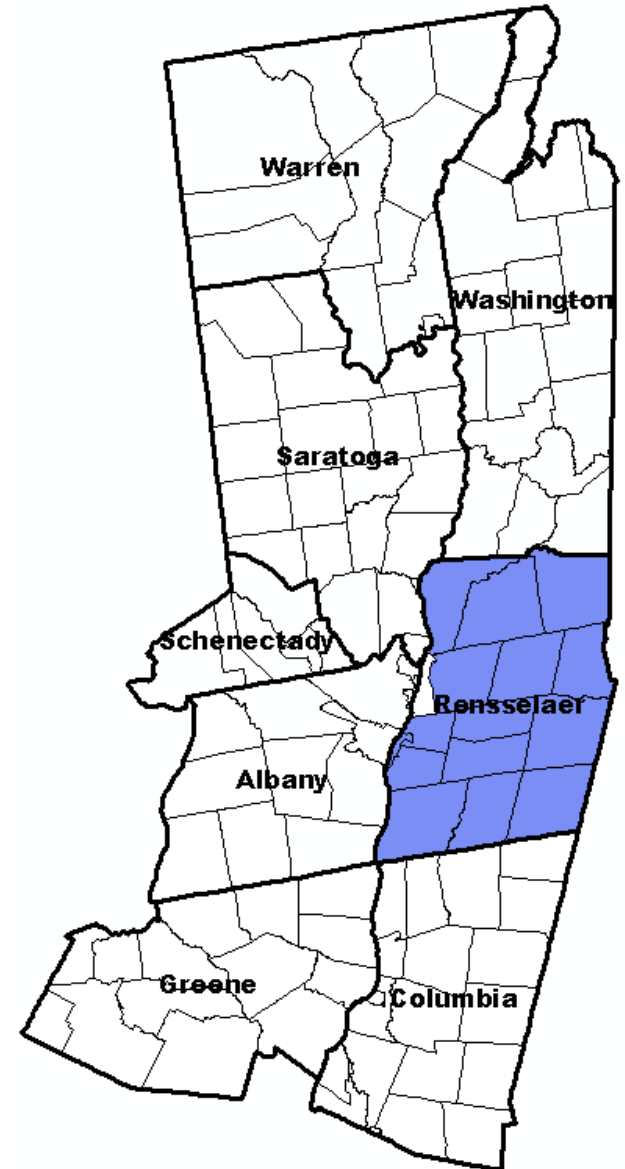 Warren
Washington
Saratoga
Schenectady
Rensselaer
Albany
Greene
Columbia